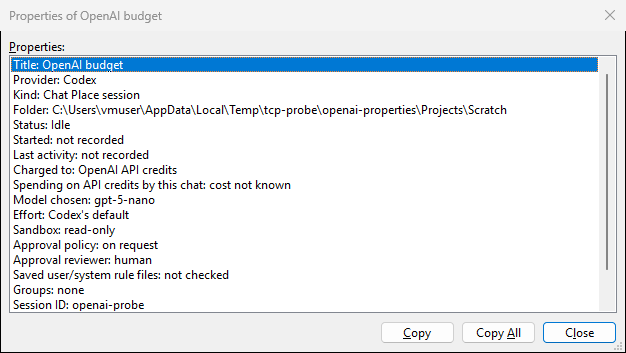 Properties of OpenAI budget
Properties:
Title: OpenAI budget
Provider: Codex
Kind: Chat Place session
Folder: C:\Users\vmuser\AppData\Local\Temp\tcp-probe\openai-properties\Projects\Scratch
Status: Idle
Started: not recorded
Last activity: not recorded
Charged to: OpenAI API credits
Spending on API credits by this chat: cost not known
Model chosen: gpt-5-nano
Effort: Codex's default
Sandbox: read-only
Approval policy: on request
Approval reviewer: human
Saved user/system rule files: not checked
Groups: none
Session ID: openai-probe
Copy Copy All Close